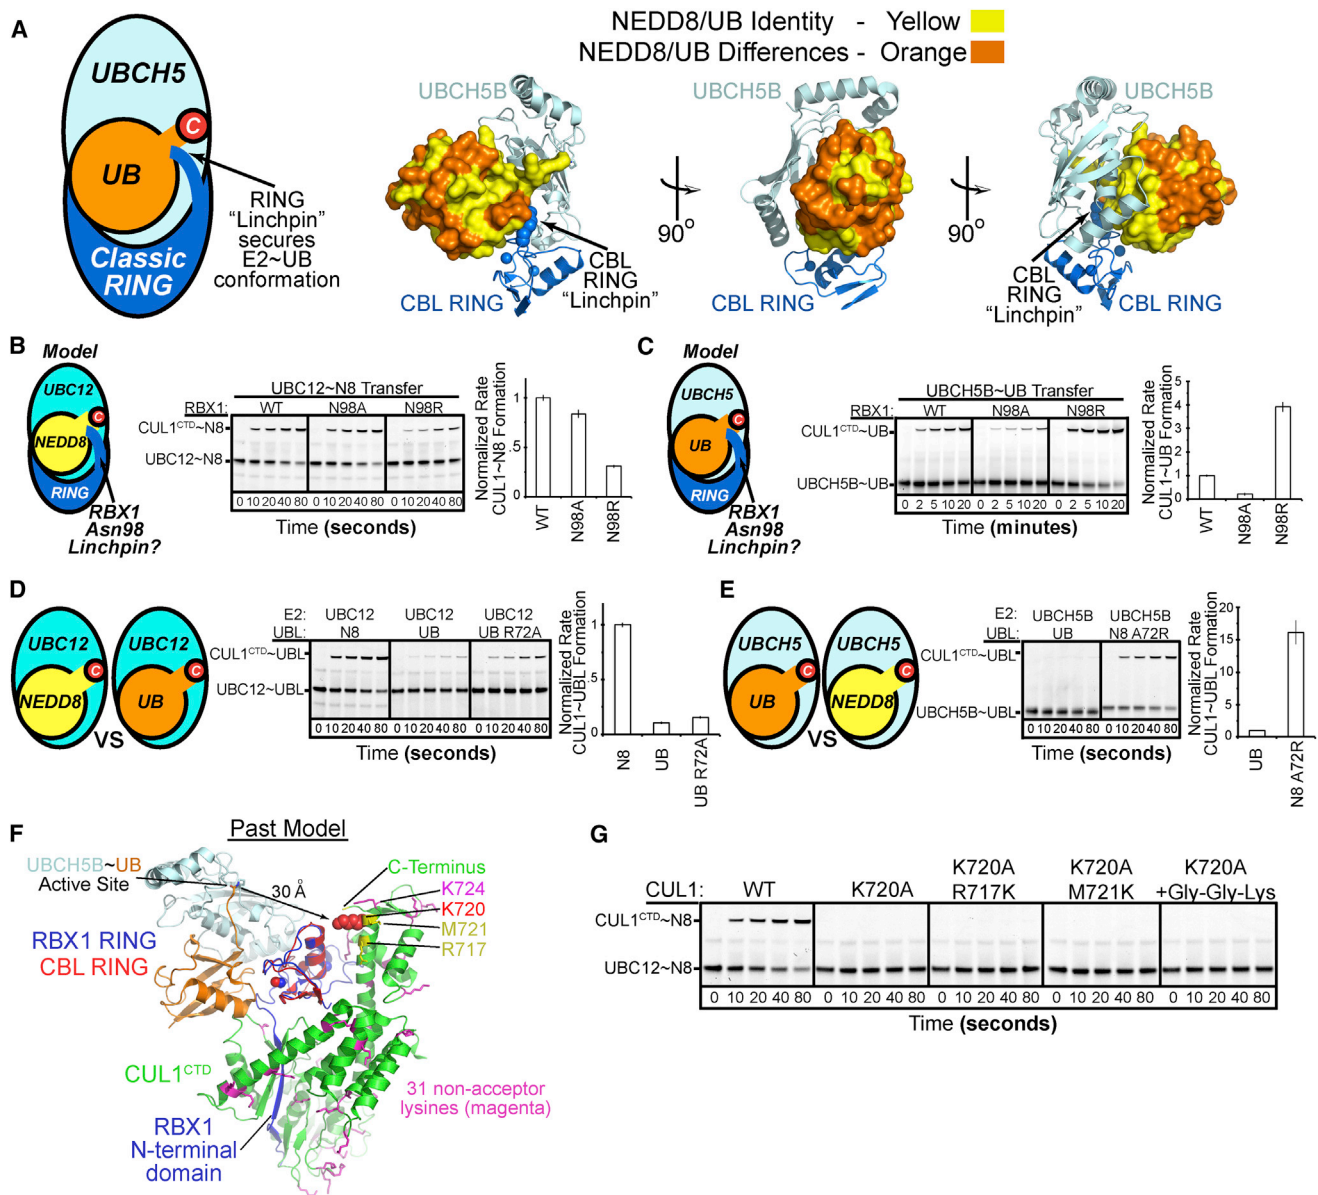 A
UBCH5
C
UB
Classic
RING
RING
“Linchpin”
secures
E2~UB
conformation
NEDD8/UB Identity - Yellow
NEDD8/UB Differences - Orange
UBCH5B
CBL RING
CBL
RING
“Linchpin”
90o
UBCH5B
90o
UBCH5B
CBL
RING
“Linchpin”
CBL RING
B
Model
UBC12
C
NEDD8
RING
RBX1
Asn98
Linchpin?
UBC12~N8 Transfer
RBX1: WT N98A N98R
CUL1CTD~N8
UBC12~N8
0 10 20 40 80 0 10 20 40 80 0 10 20 40 80
Time (seconds)
Normalized Rate
CUL1~N8 Formation
1
.5
0
WT
N98A
N98R
C
Model
UBCH5
C
UB
RING
RBX1
Asn98
Linchpin?
UBCH5B~UB Transfer
RBX1: WT N98A N98R
CUL1CTD~UB
UBCH5B~UB
0 2 5 10 20 0 2 5 10 20 0 2 5 10 20
Time (minutes)
Normalized Rate
CUL1~UB Formation
5
4
3
2
1
0
WT
N98A
N98R
D
UBC12
C
NEDD8
VS
UBC12
C
UB
E2: UBC12 UBC12 UBC12
UBL: N8 UB UB R72A
CUL1CTD~UBL
UBC12~UBL
0 10 20 40 80 0 10 20 40 80 0 10 20 40 80
Time (seconds)
Normalized Rate
CUL1~UBL Formation
1
.5
0
N8
UB
UB R72A
E
UBCH5
C
UB
VS
UBCH5
C
NEDD8
E2: UBCH5B UBCH5B
UBL: UB N8 A72R
CUL1CTD~UBL
UBCH5B~UBL
0 10 20 40 80 0 10 20 40 80
Time (seconds)
Normalized Rate
CUL1~UBL Formation
20
15
10
5
0
UB
N8 A72R
F
Past Model
UBCH5B~UB
Active Site
30 Å
C-Terminus
K724
K720
M721
R717
RBX1 RING
CBL RING
CUL1CTD
RBX1
N-terminal
domain
31 non-acceptor
lysines (magenta)
G
K720A K720A K720A
CUL1: WT K720A R717K M721K +Gly-Gly-Lys
CUL1CTD~N8
UBC12~N8
0 10 20 40 80 0 10 20 40 80 0 10 20 40 80 0 10 20 40 80 0 10 20 40 80
Time (seconds)